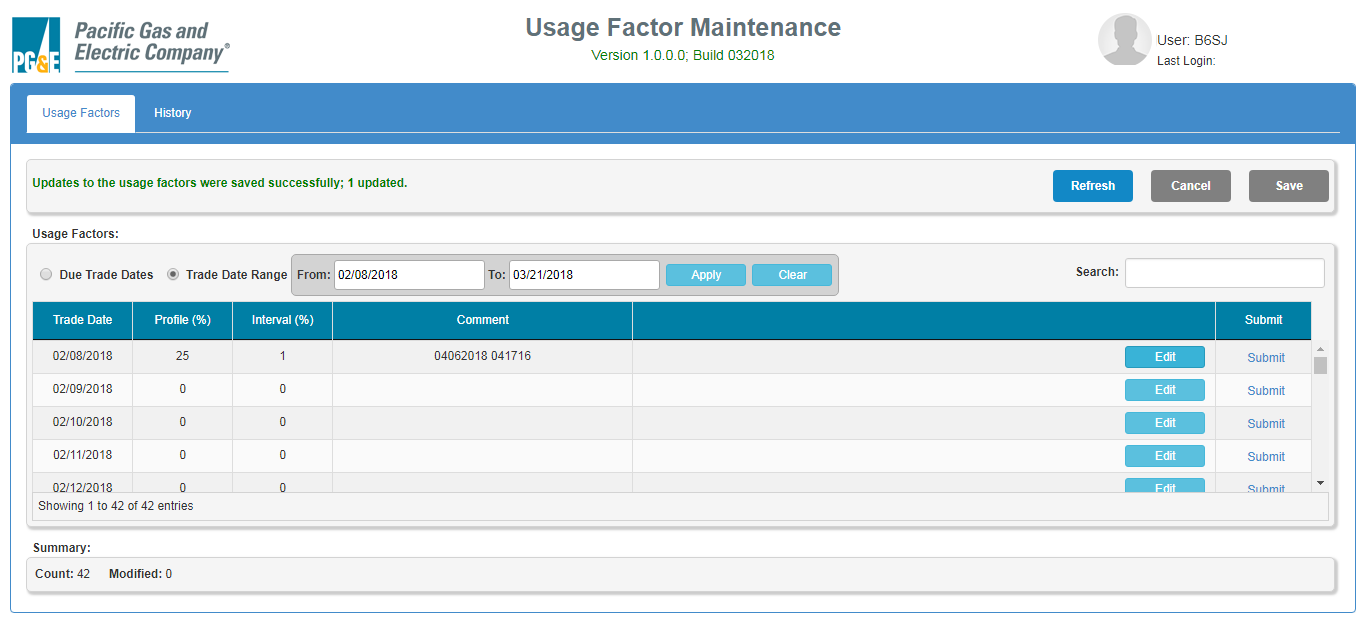 PG&E Pacific Gas and
Electric Company®
Usage Factor Maintenance
Version 1.0.0.0; Build 032018
User: B6SJ
Last Login:
Usage Factors History
Updates to the usage factors were saved successfully; 1 updated.
Refresh Cancel Save
Usage Factors:
Due Trade Dates Trade Date Range From: 02/08/2018 To: 03/21/2018 Apply Clear Search:
Trade Date Profile (%) Interval (%) Comment Submit
02/08/2018 25 1 04062018 041716 Edit Submit
02/09/2018 0 0 Edit Submit
02/10/2018 0 0 Edit Submit
02/11/2018 0 0 Edit Submit
02/12/2018 0 0 Edit Submit
Showing 1 to 42 of 42 entries
Summary:
Count: 42 Modified: 0